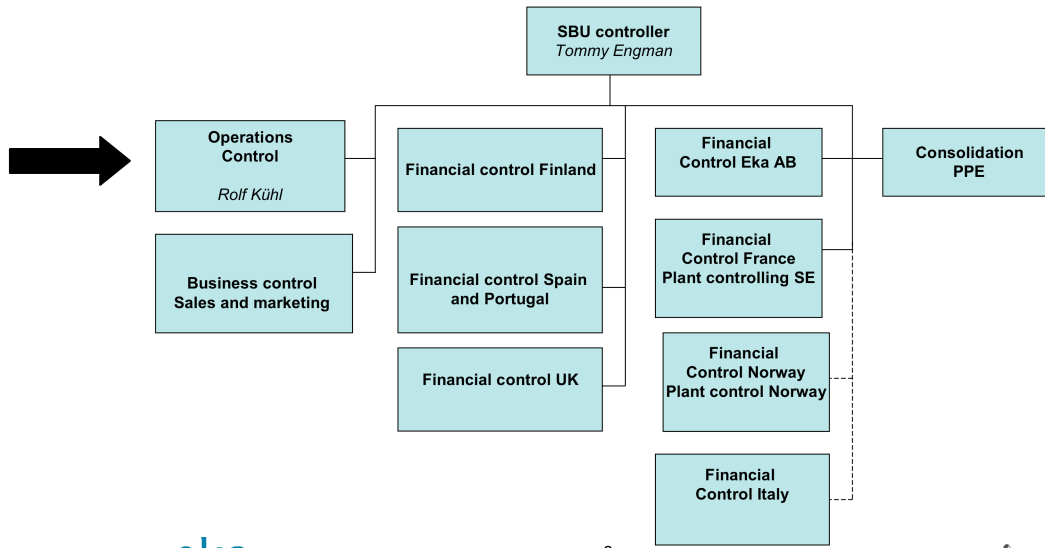 SBU controller
Tommy Engman
Operations
Control
Rolf Kühl
Business control
Sales and marketing
Financial control Finland
Financial control Spain
and Portugal
Financial control UK
Financial
Control Eka AB
Financial
Control France
Plant controlling SE
Financial
Control Norway
Plant control Norway
Financial
Control Italy
Consolidation
PPE